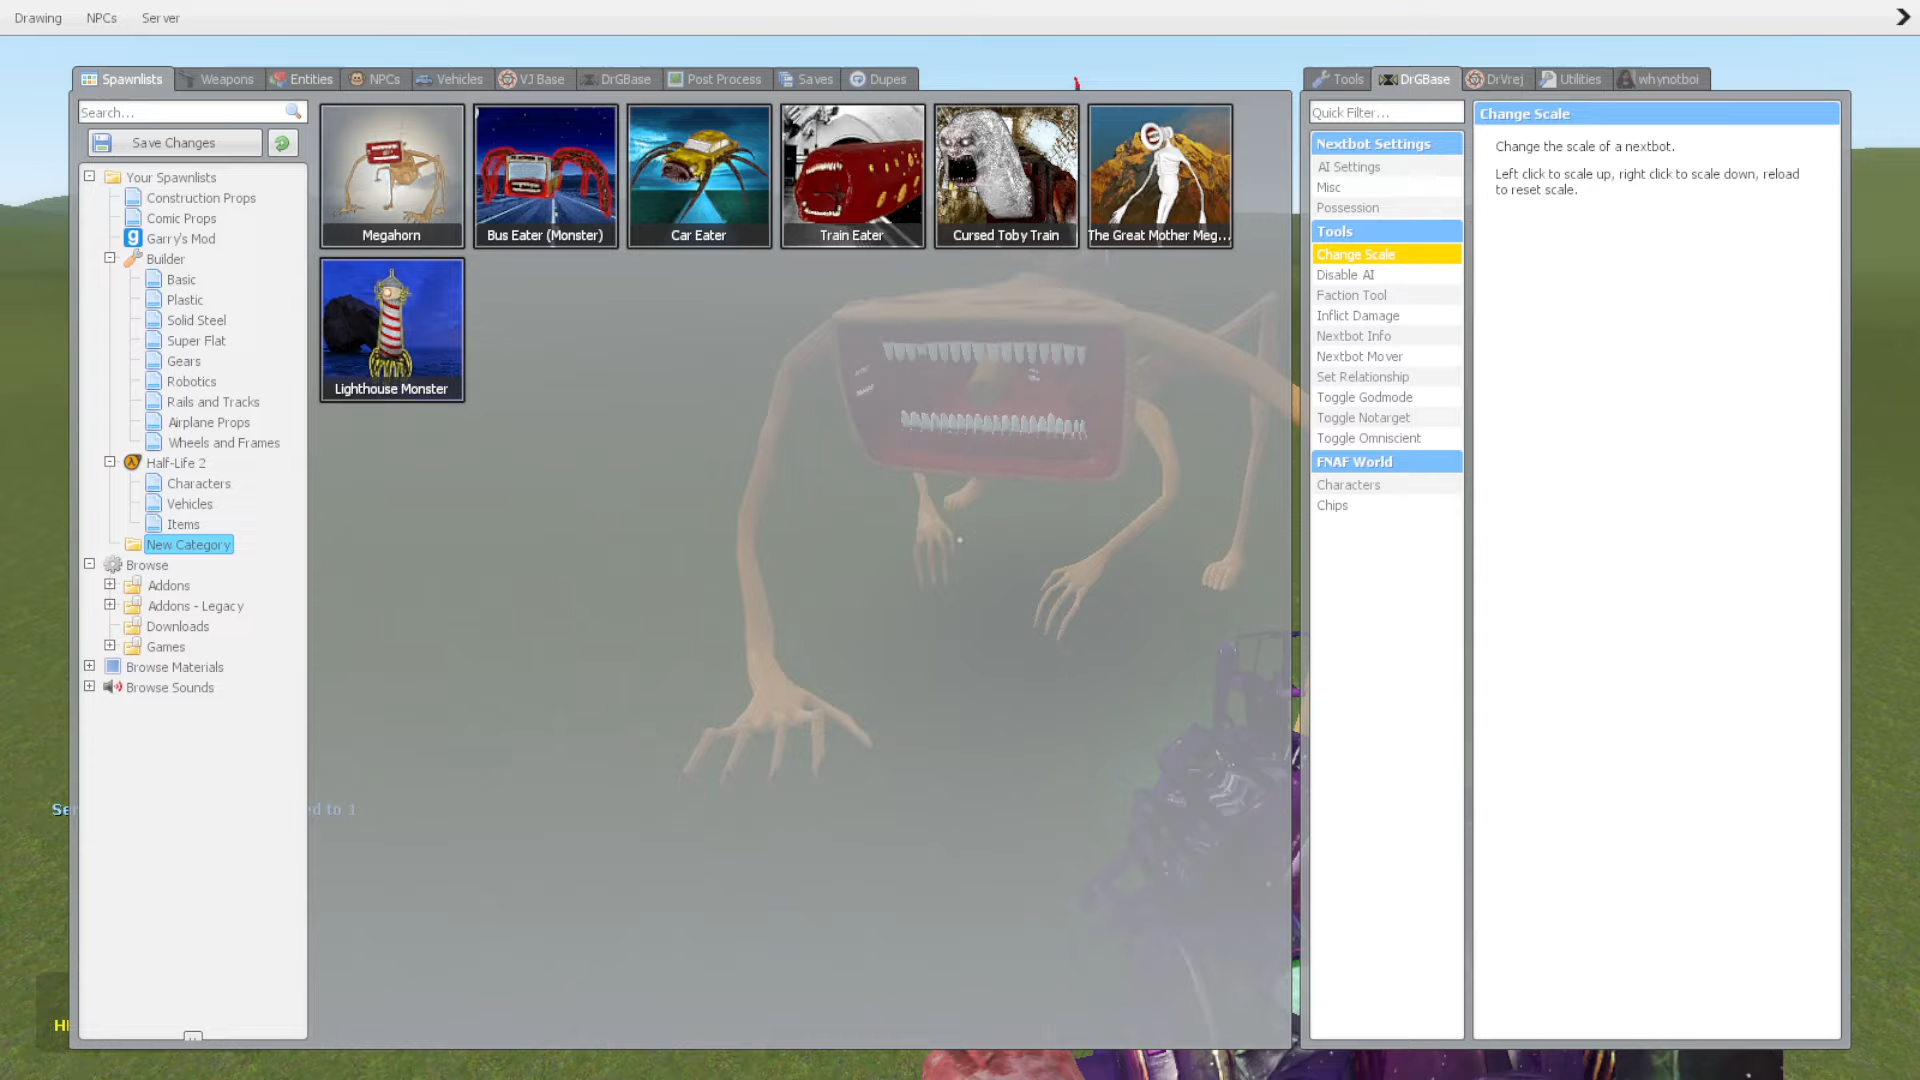 Drawing NPCs Server
Spawnlists Weapons Entities NPCs Vehicles VJ Base DrGBase Post Process Saves Dupes
Search...
Save Changes
Your Spawnlists
Construction Props
Comic Props
Garry's Mod
Builder
Basic
Plastic
Solid Steel
Super Flat
Gears
Robotics
Rails and Tracks
Airplane Props
Wheels and Frames
Half-Life 2
Characters
Vehicles
Items
New Category
Browse
Addons
Addons - Legacy
Downloads
Games
Browse Materials
Browse Sounds
Megahorn
Bus Eater (Monster)
Car Eater
Train Eater
Cursed Toby Train
The Great Mother Meg...
Lighthouse Monster
ed to 1
Tools DrGBase DrVrej Utilities whynotboi
Quick Filter...
Nextbot Settings
AI Settings
Misc
Possession
Tools
Change Scale
Disable AI
Faction Tool
Inflict Damage
Nextbot Info
Nextbot Mover
Set Relationship
Toggle Godmode
Toggle Notarget
Toggle Omniscient
FNAF World
Characters
Chips
Change Scale
Change the scale of a nextbot.
Left click to scale up, right click to scale down, reload
to reset scale.